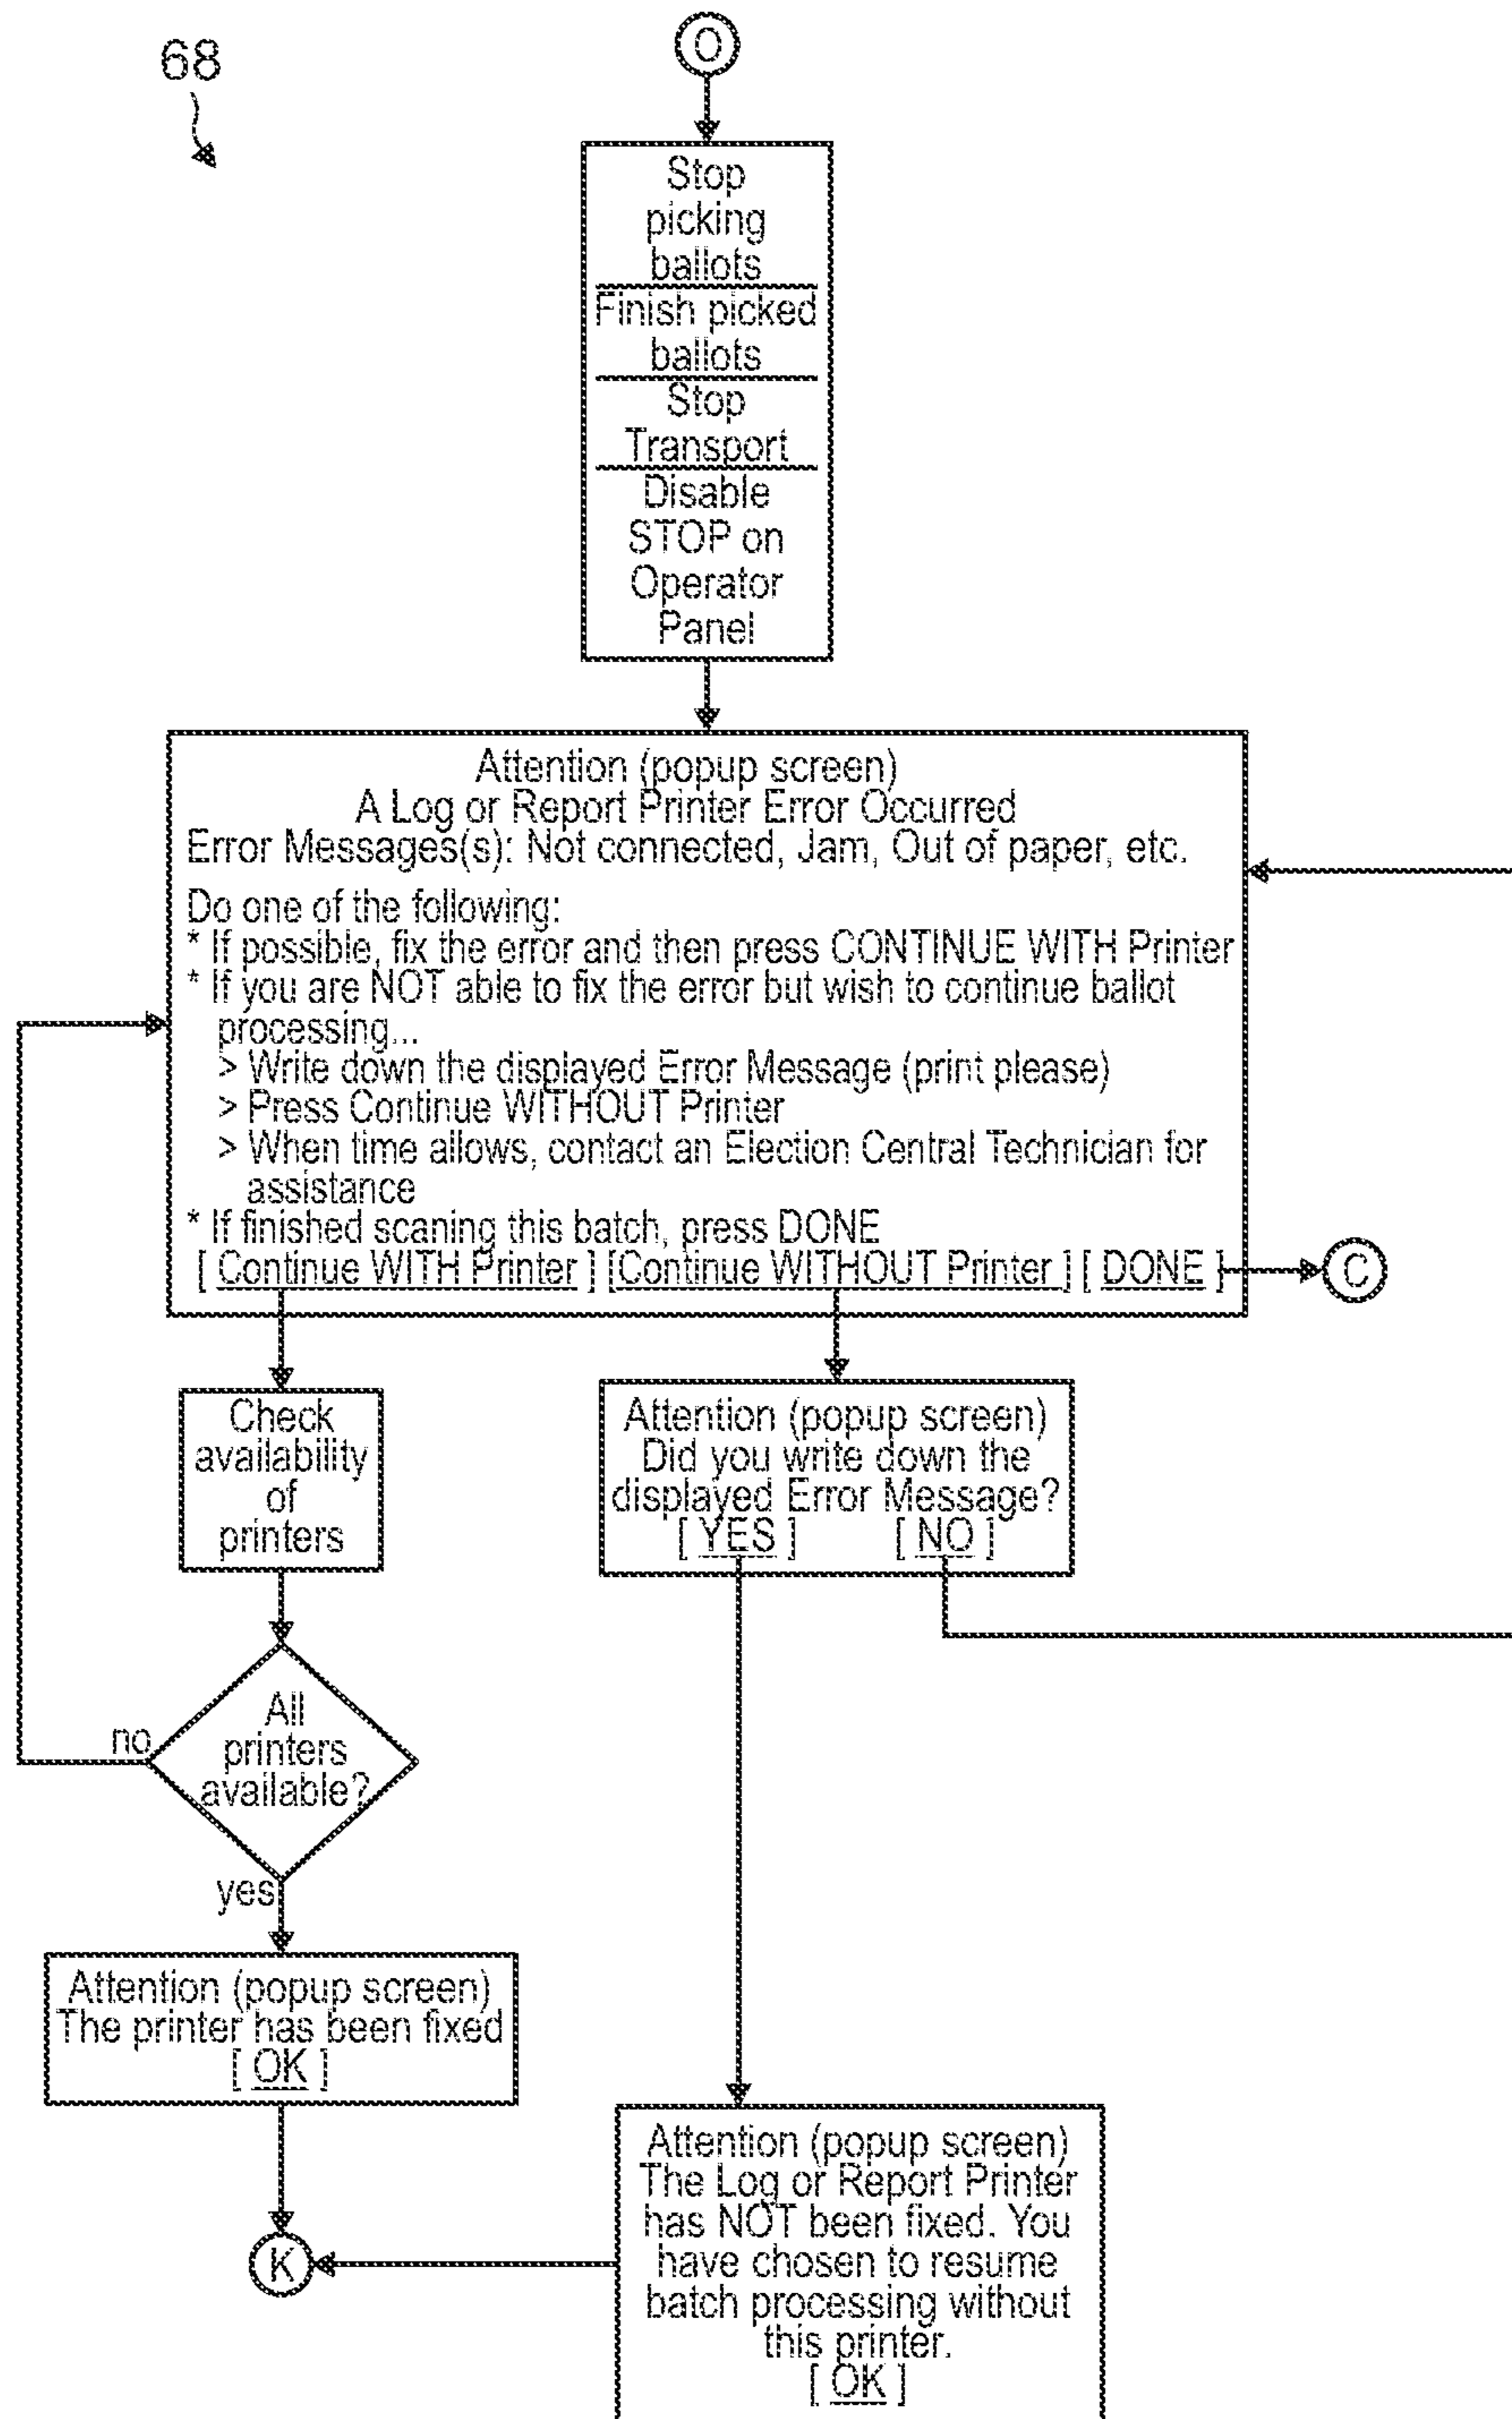 68
O
Stop
picking
ballots
Finish picked
ballots
Stop
Transport
Disable
STOP on
Operator
Panel
Attention (popup screen)
A Log or Report Printer Error Occurred
Error Messages(s): Not connected, Jam, Out of paper, etc.
Do one of the following:
* If possible, fix the error and then press CONTINUE WITH Printer
* If you are NOT able to fix the error but wish to continue ballot
processing...
> Write down the displayed Error Message (print please)
> Press Continue WITHOUT Printer
> When time allows, contact an Election Central Technician for
assistance
* If finished scaning this batch, press DONE
[ Continue WITH Printer ] [Continue WITHOUT Printer ] [ DONE ]
C
Check
availability
of
printers
Attention (popup screen)
Did you write down the
displayed Error Message?
[ YES ] [ NO ]
All
printers
available?
no
yes
Attention (popup screen)
The printer has been fixed
[ OK ]
K
Attention (popup screen)
The Log or Report Printer
has NOT been fixed. You
have chosen to resume
batch processing without
this printer.
[ OK ]